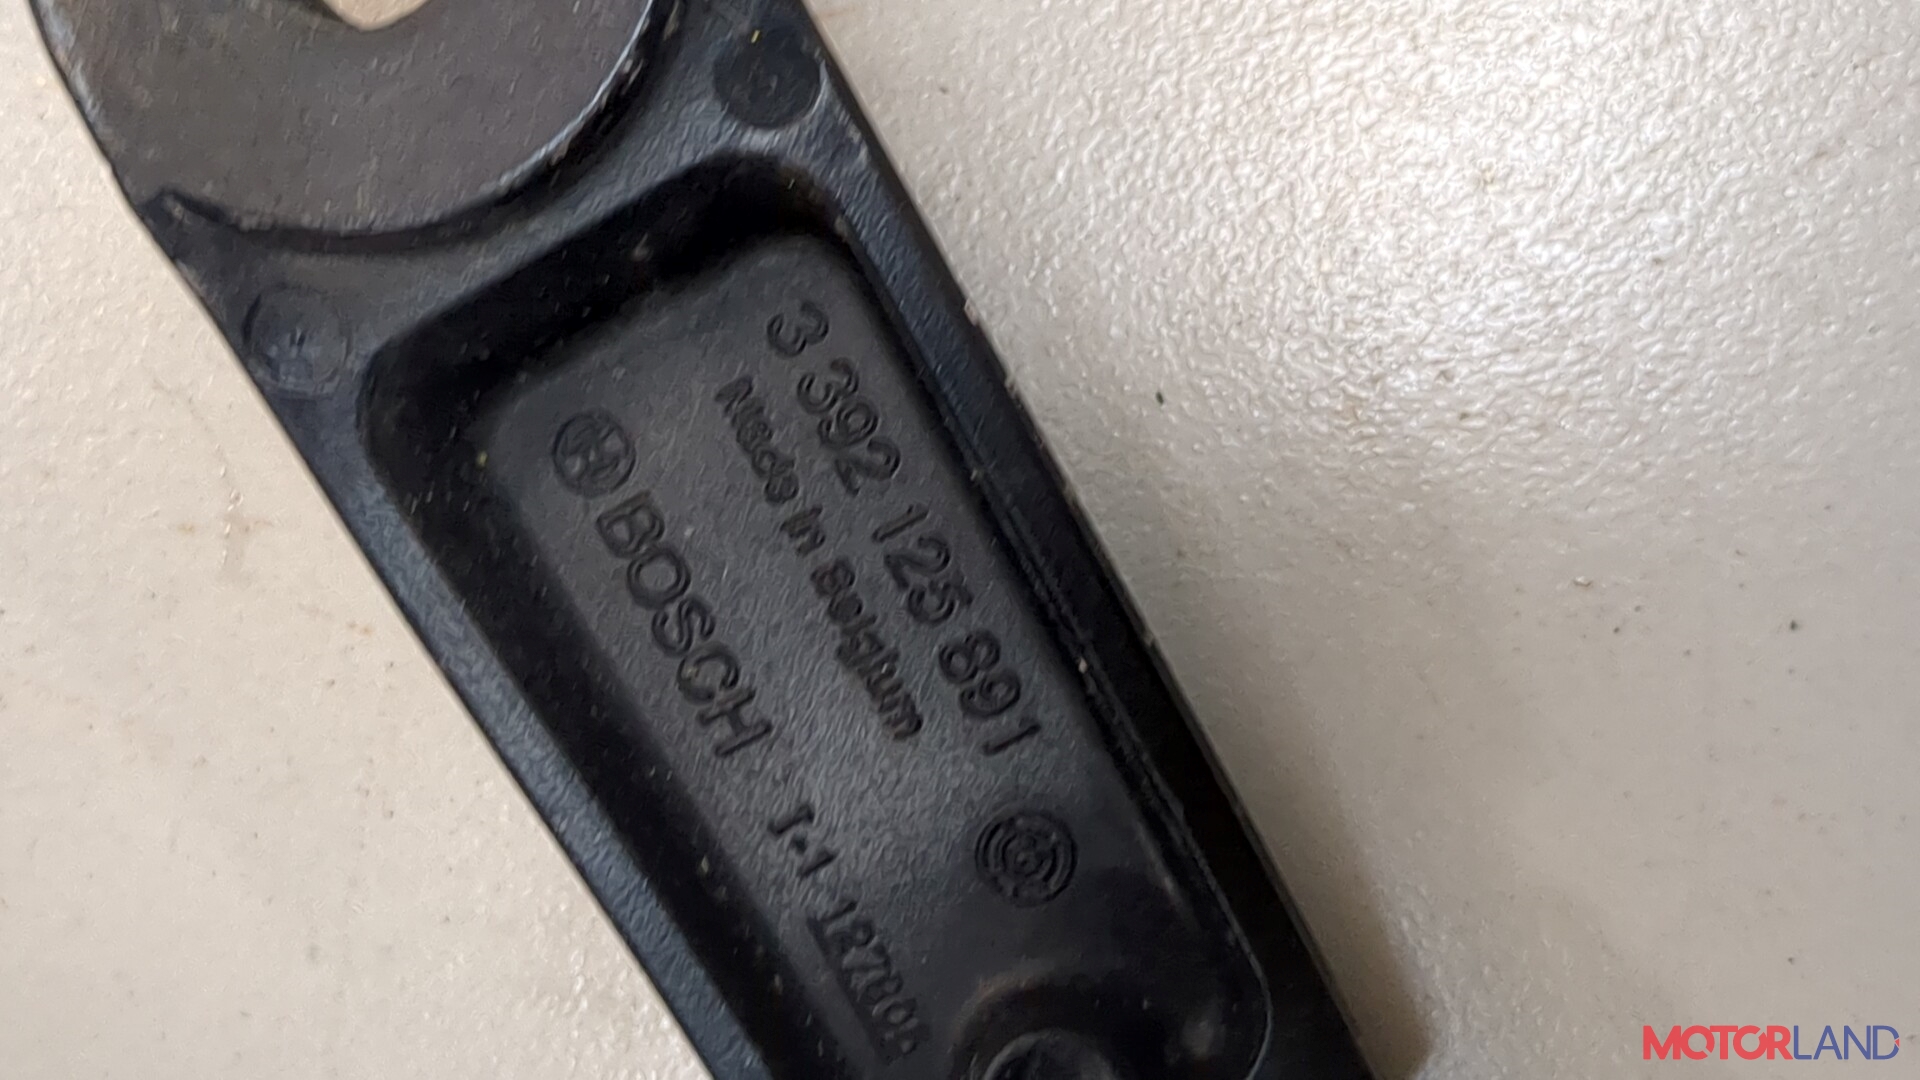 3 392 125 891
Made in Belgium
BOSCH
MOTORLAND